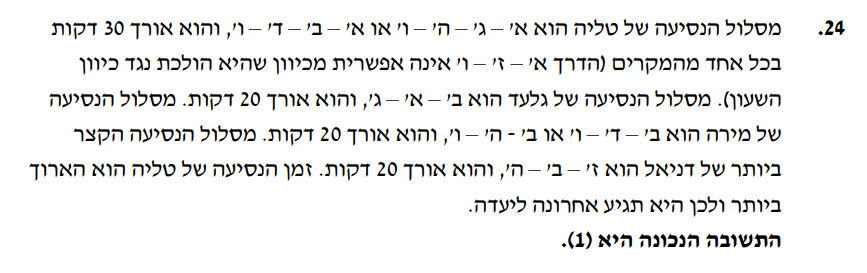 24. מסלול הנסיעה של טליה הוא א׳ – ג׳ – ה׳ – ו׳ או א׳ – ב׳ – ד׳ – ו׳, והוא אורך 30 דקות
בכל אחד מהמקרים (הדרך א׳ – ז׳ – ו׳ אינה אפשרית מכיוון שהיא הולכת נגד כיוון
השעון). מסלול הנסיעה של גלעד הוא ב׳ – א׳ – ג׳, והוא אורך 20 דקות. מסלול הנסיעה
של מירה הוא ב׳ – ד׳ – ו׳ או ב׳ - ה׳ – ו׳, והוא אורך 20 דקות. מסלול הנסיעה הקצר
ביותר של דניאל הוא ז׳ – ב׳ – ה׳, והוא אורך 20 דקות. זמן הנסיעה של טליה הוא הארוך
ביותר ולכן היא תגיע אחרונה ליעדה.
התשובה הנכונה היא (1).